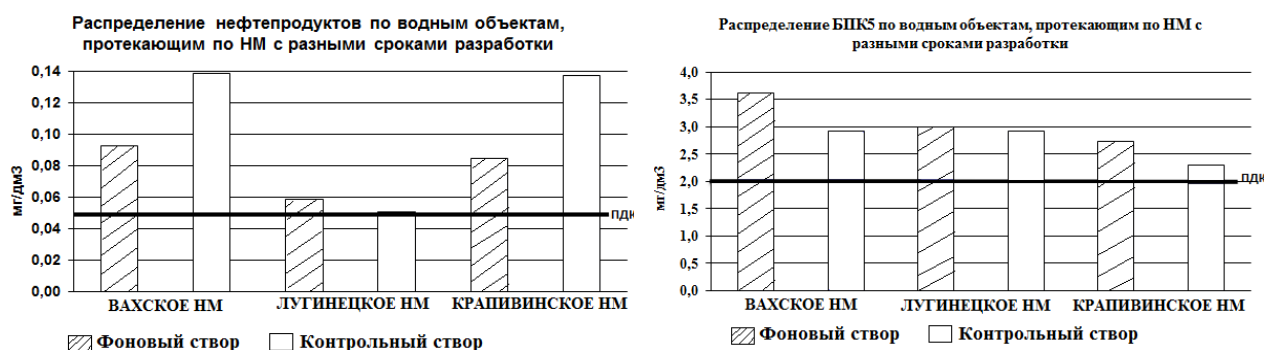 Распределение нефтепродуктов по водным объектам,
протекающим по НМ с разными сроками разработки
мг/дм3
0,14
0,12
0,10
0,08
0,06
0,04
0,02
0,00
ПДК
ВАХСКОЕ НМ ЛУГИНЕЦКОЕ НМ КРАПИВИНСКОЕ НМ
Фоновый створ Контрольный створ
Распределение БПК5 по водным объектам, протекающим по НМ с
разными сроками разработки
мг/дм3
4,0
3,5
3,0
2,5
2,0
1,5
1,0
0,5
0,0
ПДК
ВАХСКОЕ НМ ЛУГИНЕЦКОЕ НМ КРАПИВИНСКОЕ НМ
Фоновый створ Контрольный створ